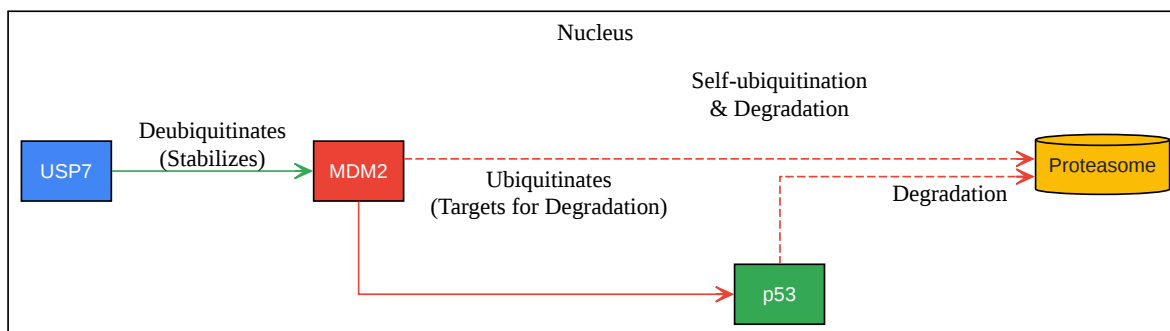 Nucleus
Self-ubiquitination
& Degradation
Deubiquitinates
(Stabilizes)
USP7
MDM2
Proteasome
Ubiquitinates
(Targets for Degradation)
Degradation
p53